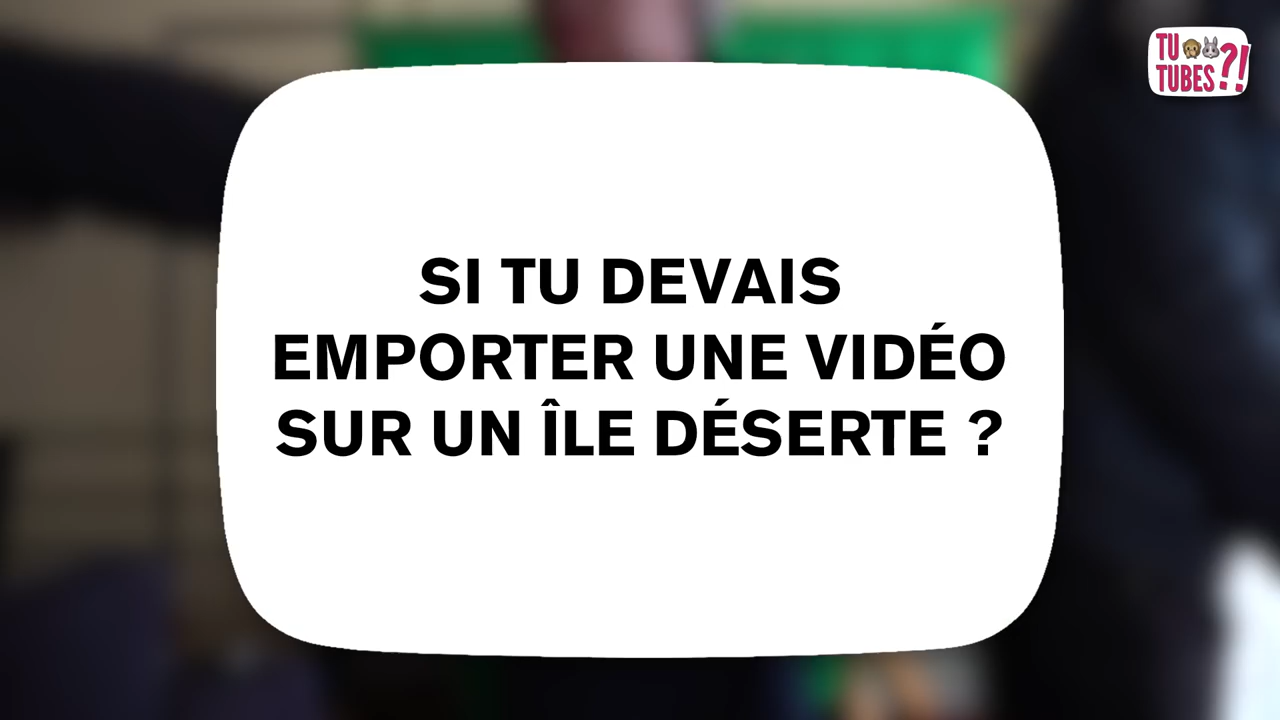 TU
TUBES?!
SI TU DEVAIS
EMPORTER UNE VIDÉO
SUR UN ÎLE DÉSERTE ?